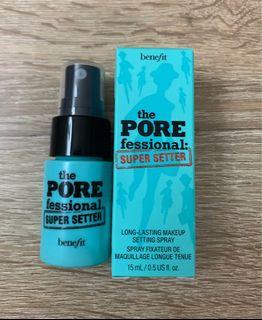 the
PORE
fessional:
SUPER SETTER
benefit
benefit
the
PORE
fessional:
SUPER SETTER
LONG-LASTING MAKEUP
SETTING SPRAY
SPRAY FIXATEUR DE
MAQUILLAGE LONGUE TENUE
15 mL / 0.5 US fl. oz.